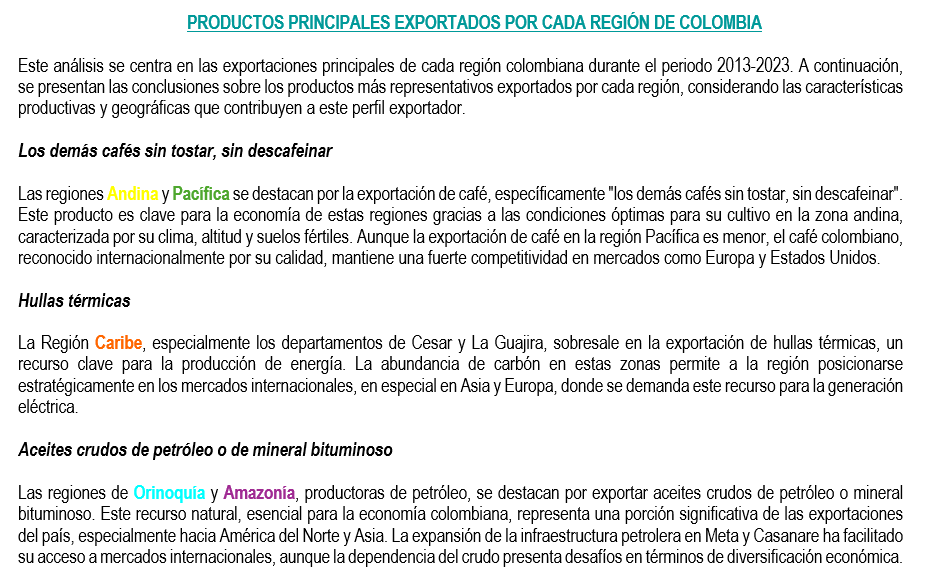 PRODUCTOS PRINCIPALES EXPORTADOS POR CADA REGIÓN DE COLOMBIA
Este análisis se centra en las exportaciones principales de cada región colombiana durante el periodo 2013-2023. A continuación,
se presentan las conclusiones sobre los productos más representativos exportados por cada región, considerando las características
productivas y geográficas que contribuyen a este perfil exportador.
Los demás cafés sin tostar, sin descafeinar
Las regiones Andina y Pacífica se destacan por la exportación de café, específicamente "los demás cafés sin tostar, sin descafeinar".
Este producto es clave para la economía de estas regiones gracias a las condiciones óptimas para su cultivo en la zona andina,
caracterizada por su clima, altitud y suelos fértiles. Aunque la exportación de café en la región Pacífica es menor, el café colombiano,
reconocido internacionalmente por su calidad, mantiene una fuerte competitividad en mercados como Europa y Estados Unidos.
Hullas térmicas
La Región Caribe, especialmente los departamentos de Cesar y La Guajira, sobresale en la exportación de hullas térmicas, un
recurso clave para la producción de energía. La abundancia de carbón en estas zonas permite a la región posicionarse
estratégicamente en los mercados internacionales, en especial en Asia y Europa, donde se demanda este recurso para la generación
eléctrica.
Aceites crudos de petróleo o de mineral bituminoso
Las regiones de Orinoquía y Amazonía, productoras de petróleo, se destacan por exportar aceites crudos de petróleo o mineral
bituminoso. Este recurso natural, esencial para la economía colombiana, representa una porción significativa de las exportaciones
del país, especialmente hacia América del Norte y Asia. La expansión de la infraestructura petrolera en Meta y Casanare ha facilitado
su acceso a mercados internacionales, aunque la dependencia del crudo presenta desafíos en términos de diversificación económica.